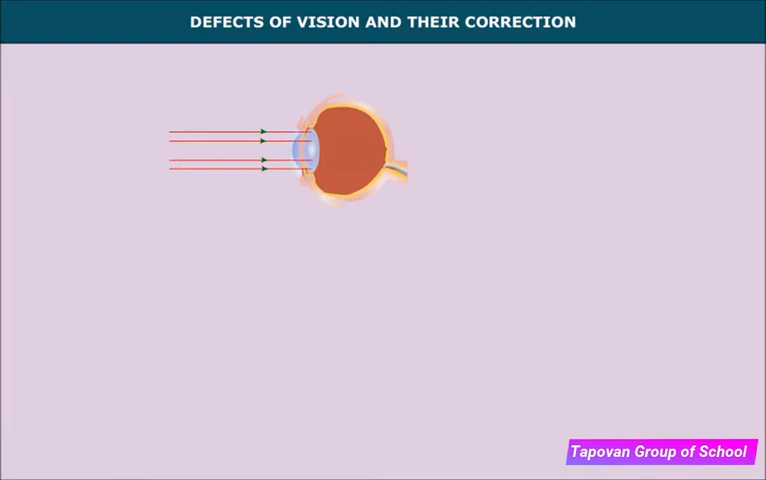 DEFECTS OF VISION AND THEIR CORRECTION
Tapovan Group of School